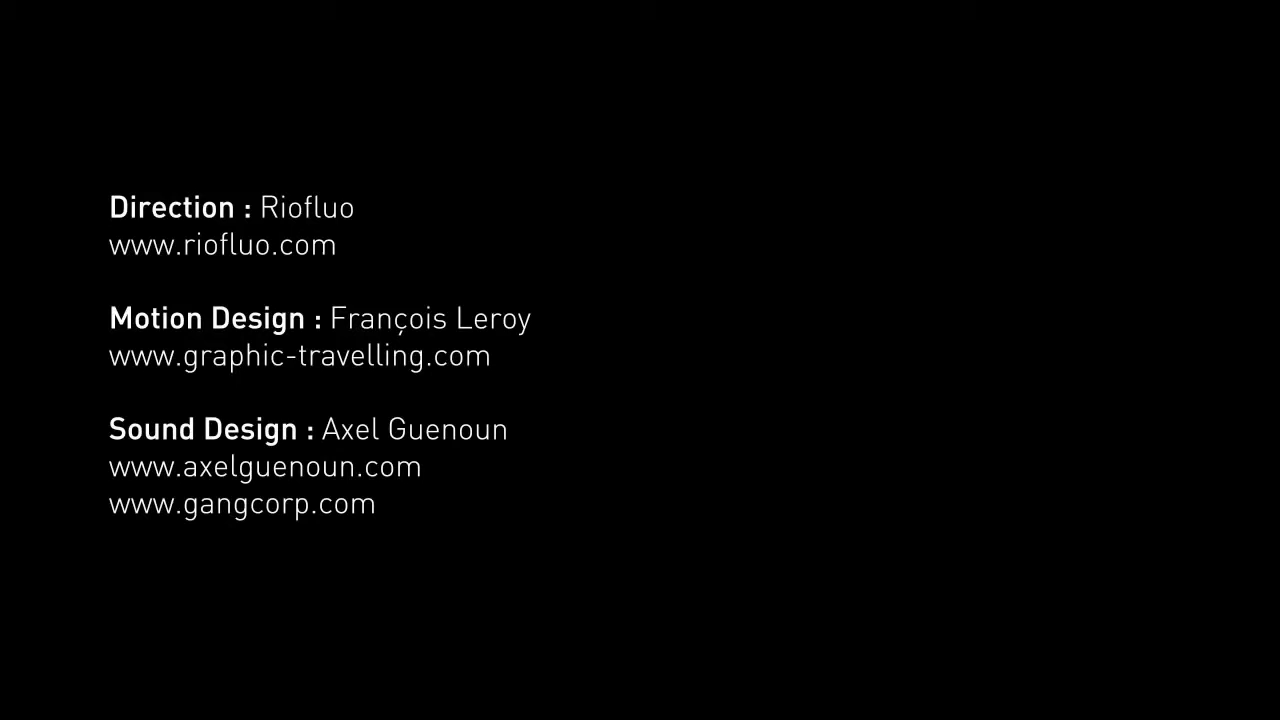 Direction : Riofluo
www.riofluo.com
Motion Design : François Leroy
www.graphic-travelling.com
Sound Design : Axel Guenoun
www.axelguenoun.com
www.gangcorp.com